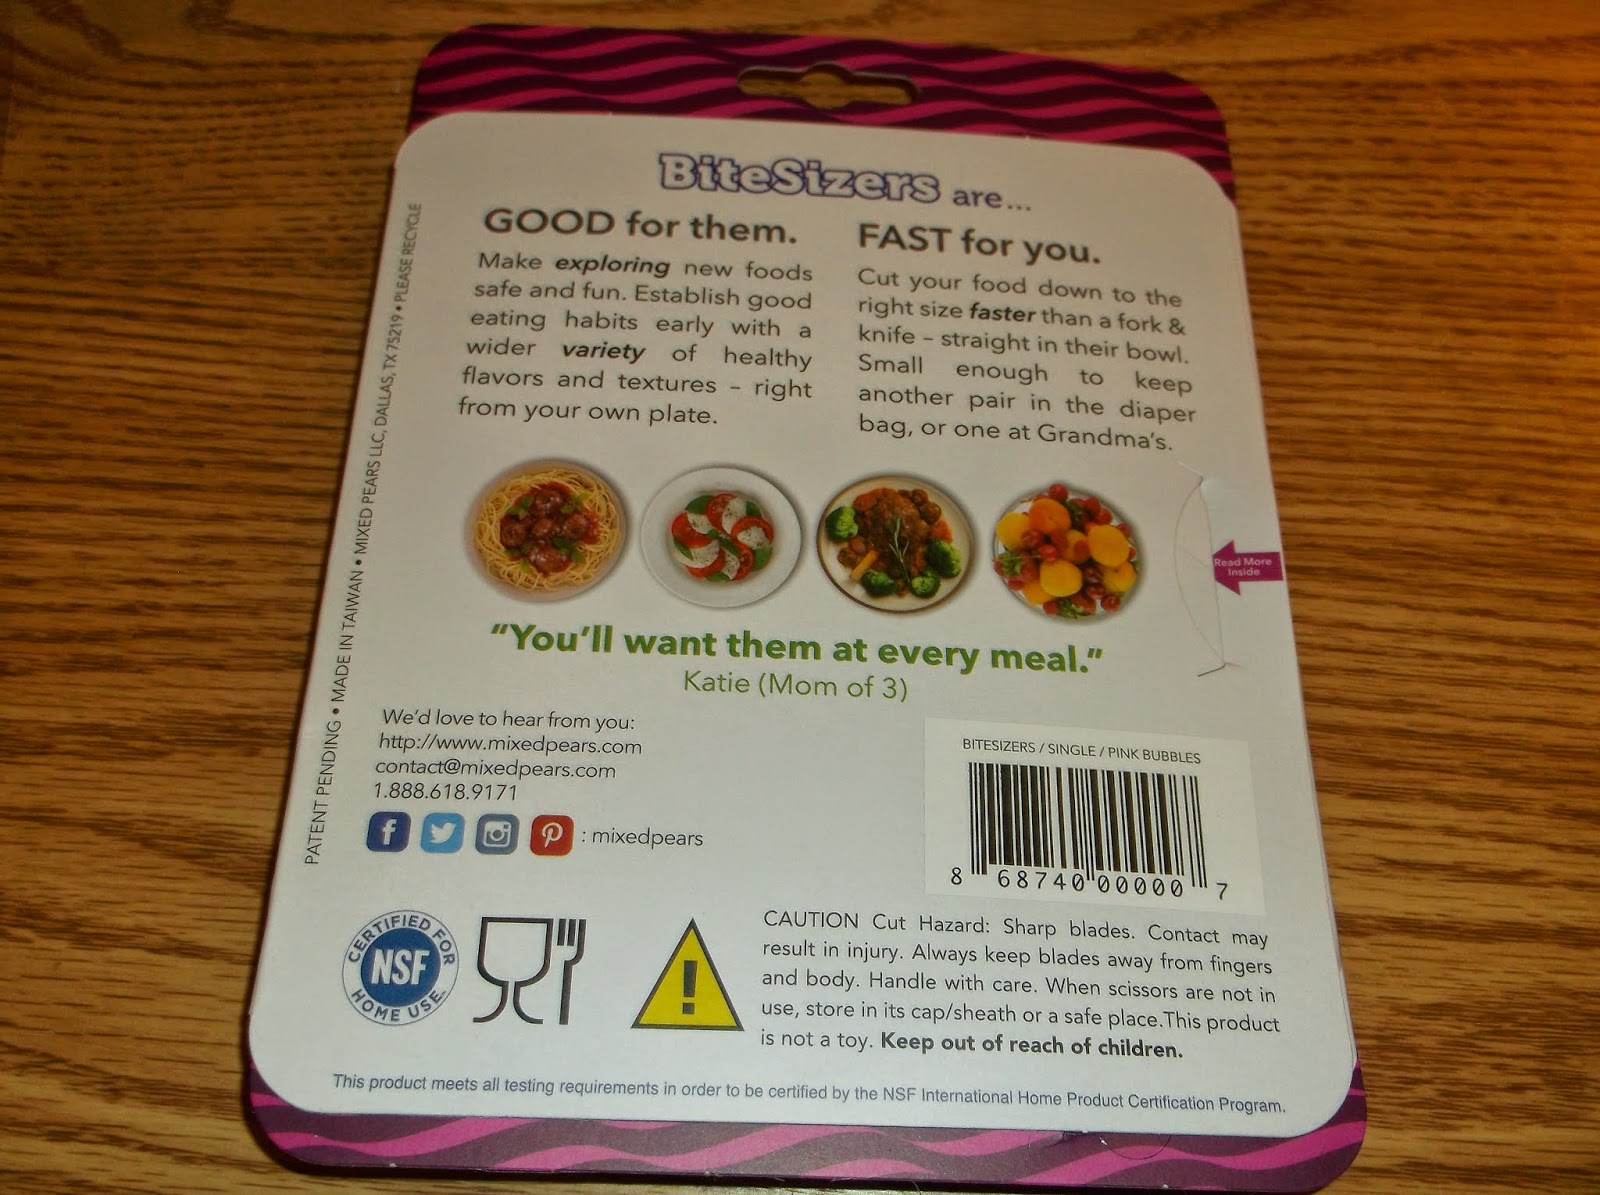 BiteSizers are...
GOOD for them.
Make exploring new foods
safe and fun. Establish good
eating habits early with a
wider variety of healthy
flavors and textures – right
from your own plate.
FAST for you.
Cut your food down to the
right size faster than a fork &
knife – straight in their bowl.
Small enough to keep
another pair in the diaper
bag, or one at Grandma's.
Read More
Inside
"You'll want them at every meal."
Katie (Mom of 3)
We'd love to hear from you:
http://www.mixedpears.com
contact@mixedpears.com
1.888.618.9171
f : mixedpears
BITESIZERS / SINGLE / PINK BUBBLES
8 68740 00000 7
PATENT PENDING • MADE IN TAIWAN • MIXED PEARS LLC, DALLAS, TX 75219 • PLEASE RECYCLE
CERTIFIED FOR
NSF
HOME USE
!
CAUTION Cut Hazard: Sharp blades. Contact may
result in injury. Always keep blades away from fingers
and body. Handle with care. When scissors are not in
use, store in its cap/sheath or a safe place.This product
is not a toy. Keep out of reach of children.
This product meets all testing requirements in order to be certified by the NSF International Home Product Certification Program.